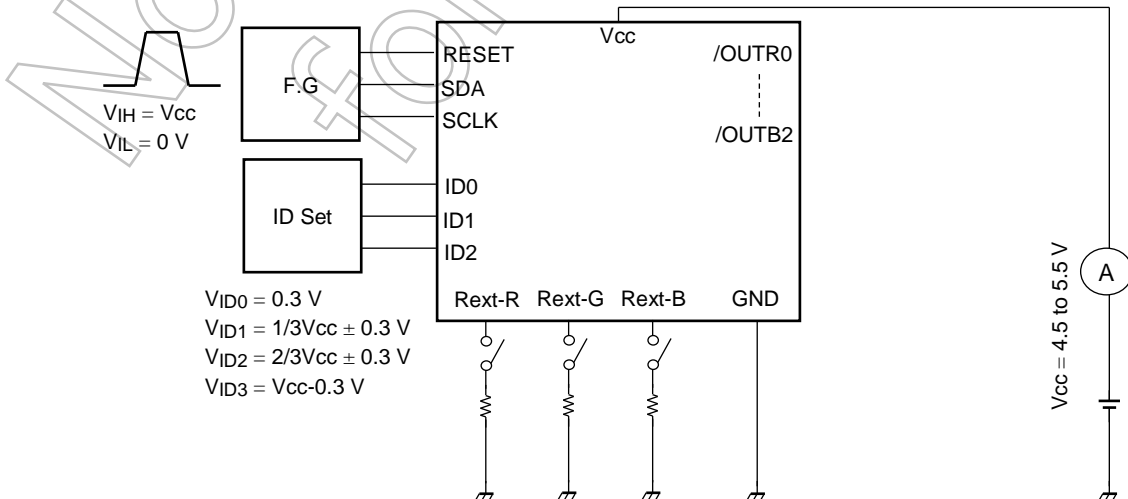 Vcc
RESET
SDA
SCLK
/OUTR0
/OUTB2
F.G
VIH = Vcc
VIL = 0 V
ID Set
ID0
ID1
ID2
VID0 = 0.3 V
VID1 = 1/3Vcc ± 0.3 V
VID2 = 2/3Vcc ± 0.3 V
VID3 = Vcc-0.3 V
Rext-R Rext-G Rext-B GND
A
Vcc = 4.5 to 5.5 V